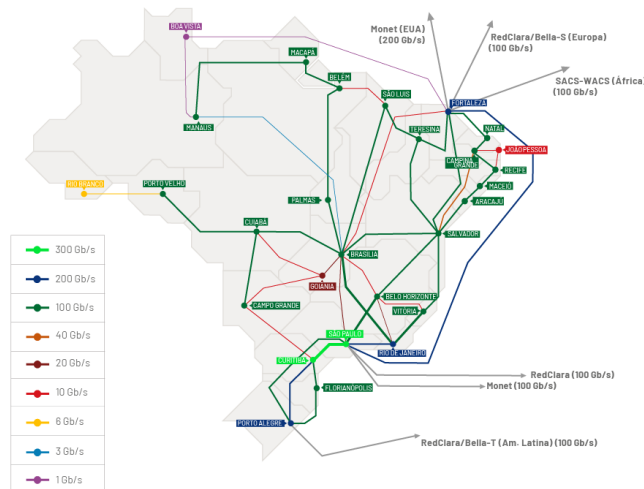 Monet (EUA)
(200 Gb/s)
RedClara/Bella-S (Europa)
(100 Gb/s)
SACS-WACS (África)
(100 Gb/s)
BOA VISTA
MACAPÁ
BELÉM
SÃO LUIS
FORTALEZA
MANAUS
TERESINA
NATAL
JOÃO PESSOA
CAMPINA
GRANDE
RECIFE
RIO BRANCO
PORTO VELHO
MACEIÓ
PALMAS
ARACAJÚ
CUIABÁ
SALVADOR
BRASÍLIA
GOIÂNIA
CAMPO GRANDE
BELO HORIZONTE
VITÓRIA
SÃO PAULO
RIO DE JANEIRO
CURITIBA
FLORIANÓPOLIS
PORTO ALEGRE
RedClara (100 Gb/s)
Monet (100 Gb/s)
RedClara/Bella-T (Am. Latina) (100 Gb/s)
300 Gb/s
200 Gb/s
100 Gb/s
40 Gb/s
20 Gb/s
10 Gb/s
6 Gb/s
3 Gb/s
1 Gb/s